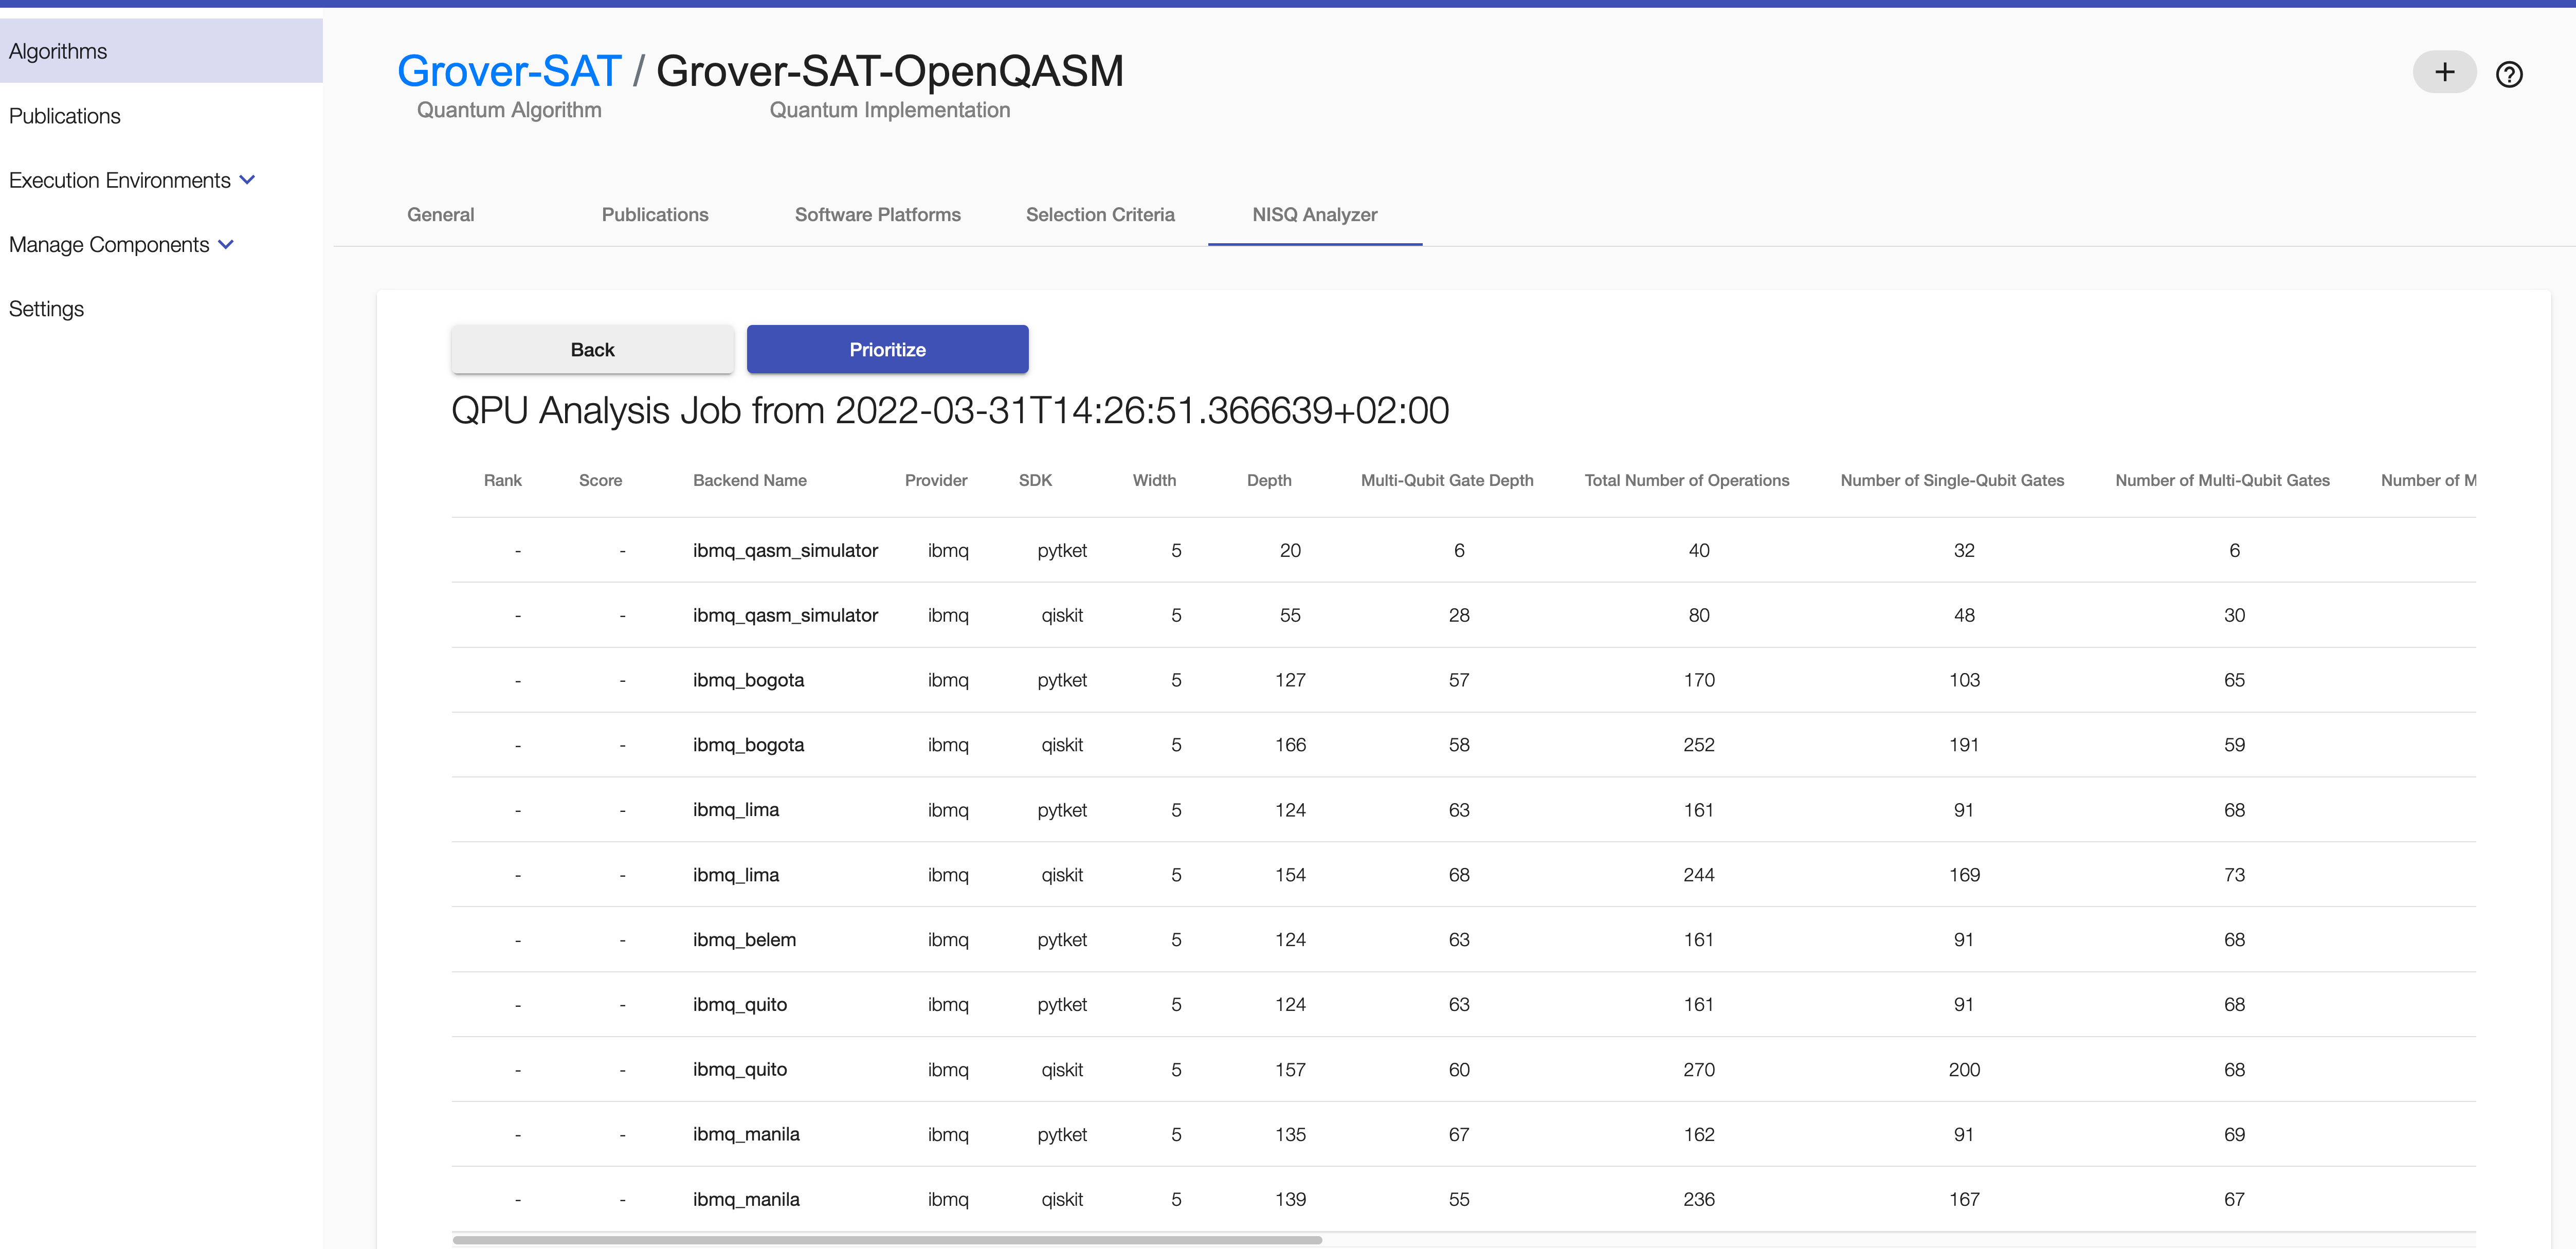 Algorithms
Publications
Execution Environments
Manage Components
Settings
Grover-SAT / Grover-SAT-OpenQASM
Quantum Algorithm Quantum Implementation
General Publications Software Platforms Selection Criteria NISQ Analyzer
Back Prioritize
QPU Analysis Job from 2022-03-31T14:26:51.366639+02:00
Rank Score Backend Name Provider SDK Width Depth Multi-Qubit Gate Depth Total Number of Operations Number of Single-Qubit Gates Number of Multi-Qubit Gates Number of M
- - ibmq_qasm_simulator ibmq pytket 5 20 6 40 32 6
- - ibmq_qasm_simulator ibmq qiskit 5 55 28 80 48 30
- - ibmq_bogota ibmq pytket 5 127 57 170 103 65
- - ibmq_bogota ibmq qiskit 5 166 58 252 191 59
- - ibmq_lima ibmq pytket 5 124 63 161 91 68
- - ibmq_lima ibmq qiskit 5 154 68 244 169 73
- - ibmq_belem ibmq pytket 5 124 63 161 91 68
- - ibmq_quito ibmq pytket 5 124 63 161 91 68
- - ibmq_quito ibmq qiskit 5 157 60 270 200 68
- - ibmq_manila ibmq pytket 5 135 67 162 91 69
- - ibmq_manila ibmq qiskit 5 139 55 236 167 67